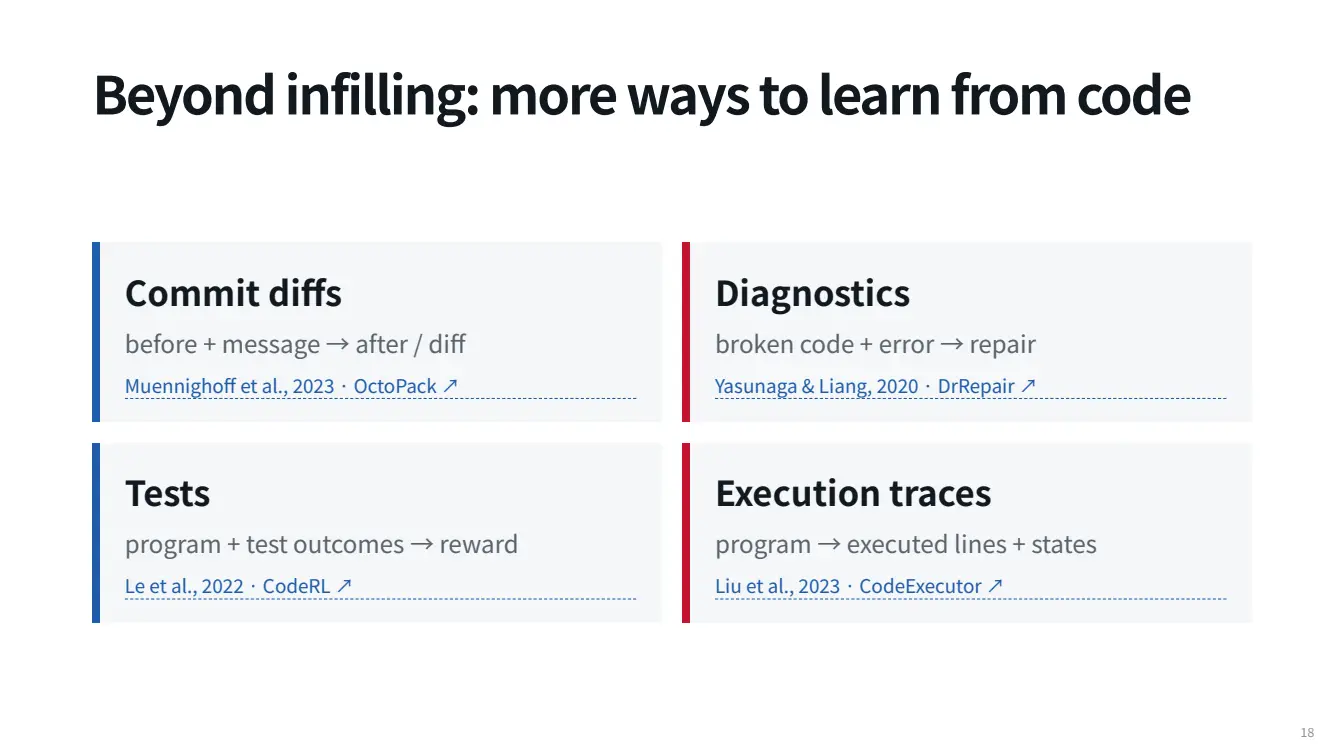 Beyond infilling: more ways to learn from code
Commit diffs
before + message → after / diff
Muennighoff et al., 2023 · OctoPack ↗
Diagnostics
broken code + error → repair
Yasunaga & Liang, 2020 · DrRepair ↗
Tests
program + test outcomes → reward
Le et al., 2022 · CodeRL ↗
Execution traces
program → executed lines + states
Liu et al., 2023 · CodeExecutor ↗
18